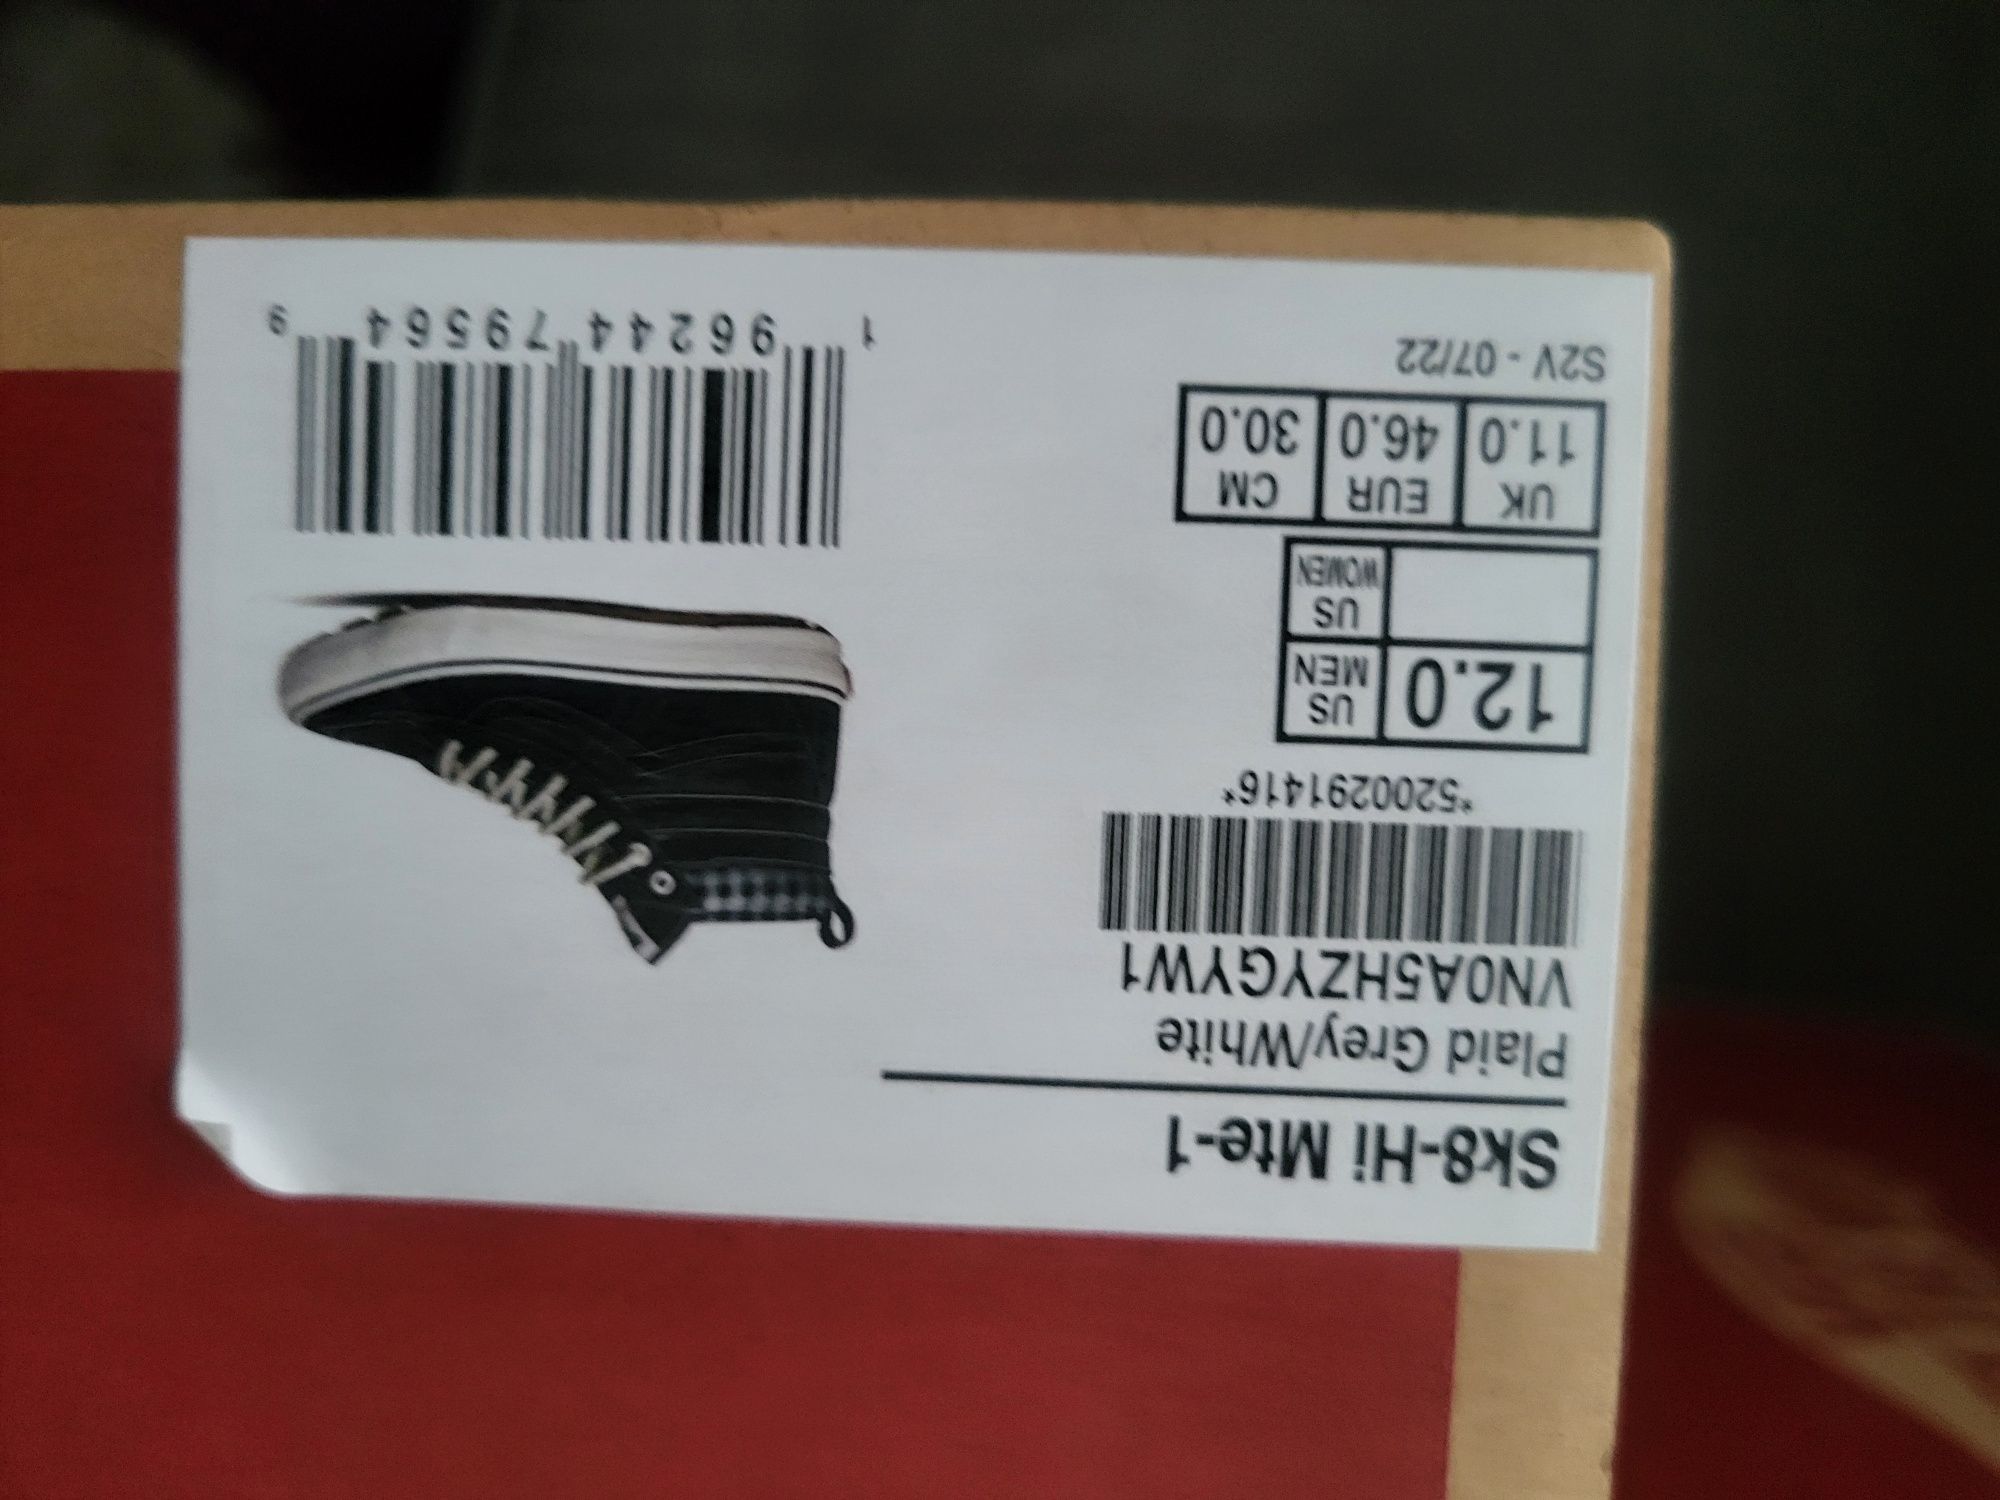 Sk8-Hi Mte-1
Plaid Grey/White
VN0A5HZYGYW1
*5200291416*
12.0 US MEN
US WOMEN
UK EUR CM
11.0 46.0 30.0
S2V - 07/22
1 96244 79564 9